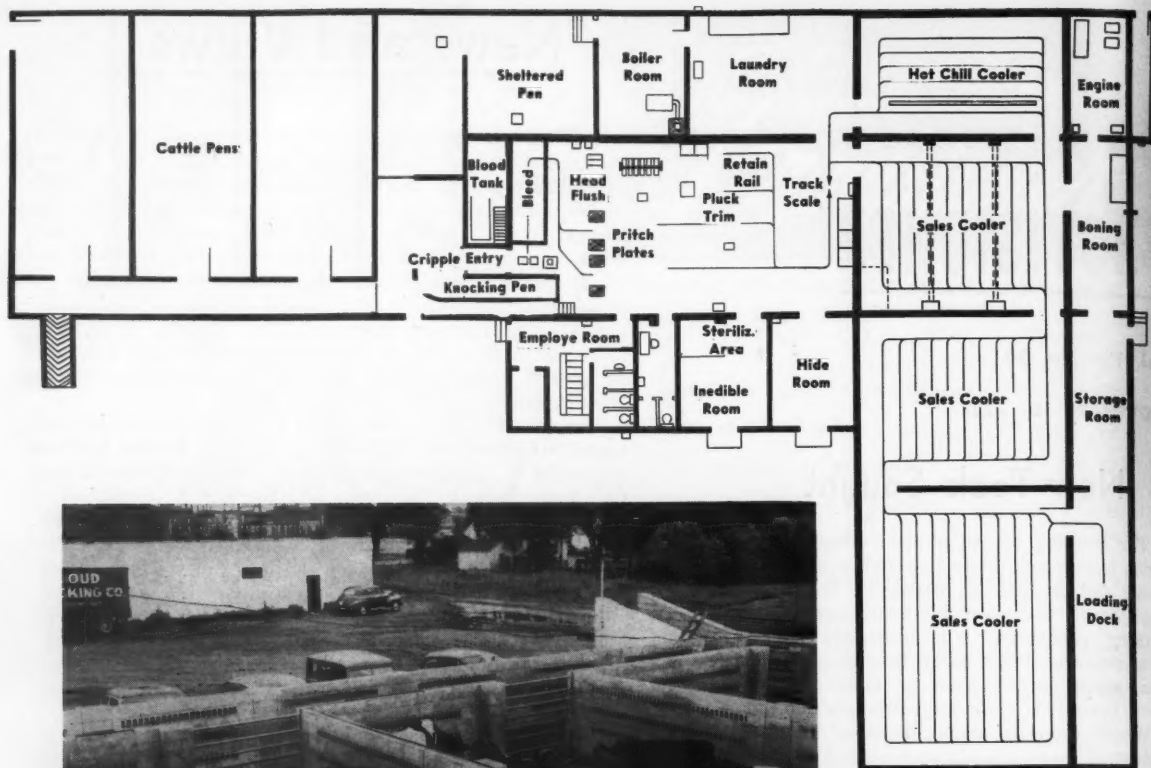 Sheltered
Pen
Boiler
Room
Laundry
Room
Hot Chill Cooler
Engine
Room
Cattle Pens
Blood
Tank
Bleed
Head
Flush
Retain
Rail
Pluck
Trim
Track
Scale
Pritch
Plates
Sales Cooler
Boning
Room
Cripple Entry
Knocking Pen
Employe Room
Steriliz.
Area
Inedible
Room
Hide
Room
Sales Cooler
Storage
Room
Sales Cooler
Loading
Dock
OUD
KING CO